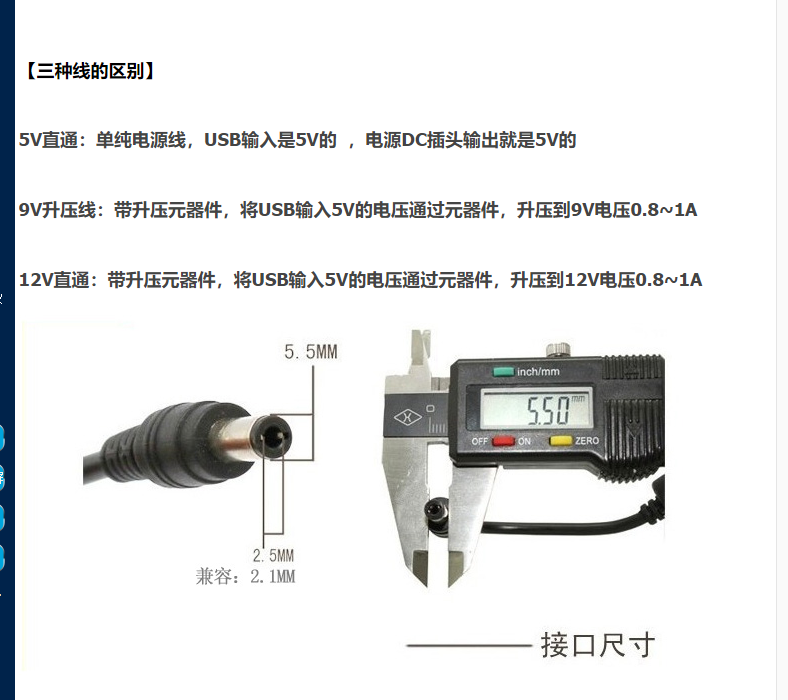 【三种线的区别】
5V直通：单纯电源线，USB输入是5V的 ，电源DC插头输出就是5V的
9V升压线：带升压元器件，将USB输入5V的电压通过元器件，升压到9V电压0.8~1A
12V直通：带升压元器件，将USB输入5V的电压通过元器件，升压到12V电压0.8~1A
5.5MM
inch/mm
5.50 mm
OFF ON ZERO
2.5MM
兼容：2.1MM
接口尺寸